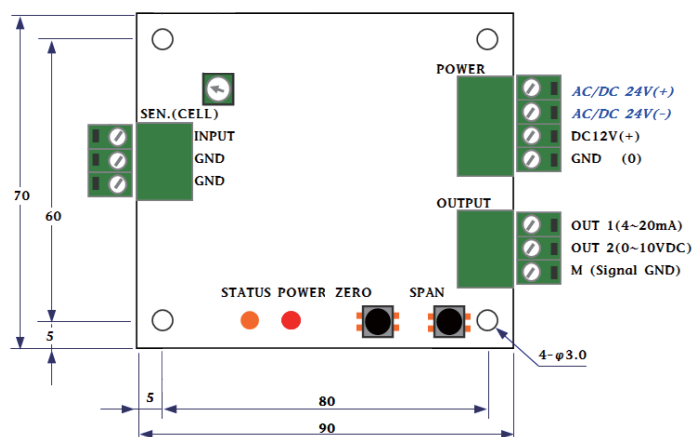 POWER
AC/DC 24V(+)
AC/DC 24V(-)
DC12V(+)
GND (0)
SEN.(CELL)
INPUT
GND
GND
70
60
OUTPUT
OUT 1(4~20mA)
OUT 2(0~10VDC)
M (Signal GND)
STATUS POWER ZERO SPAN
5
4-φ3.0
5
80
90